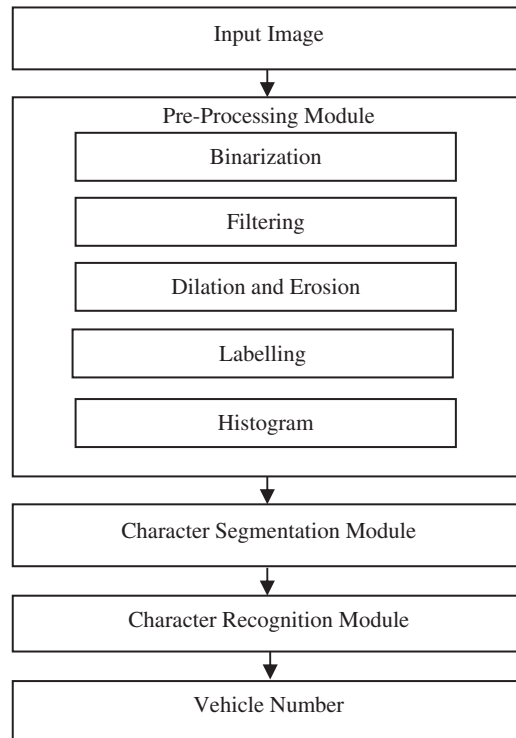 Input Image
Pre-Processing Module
Binarization
Filtering
Dilation and Erosion
Labelling
Histogram
Character Segmentation Module
Character Recognition Module
Vehicle Number